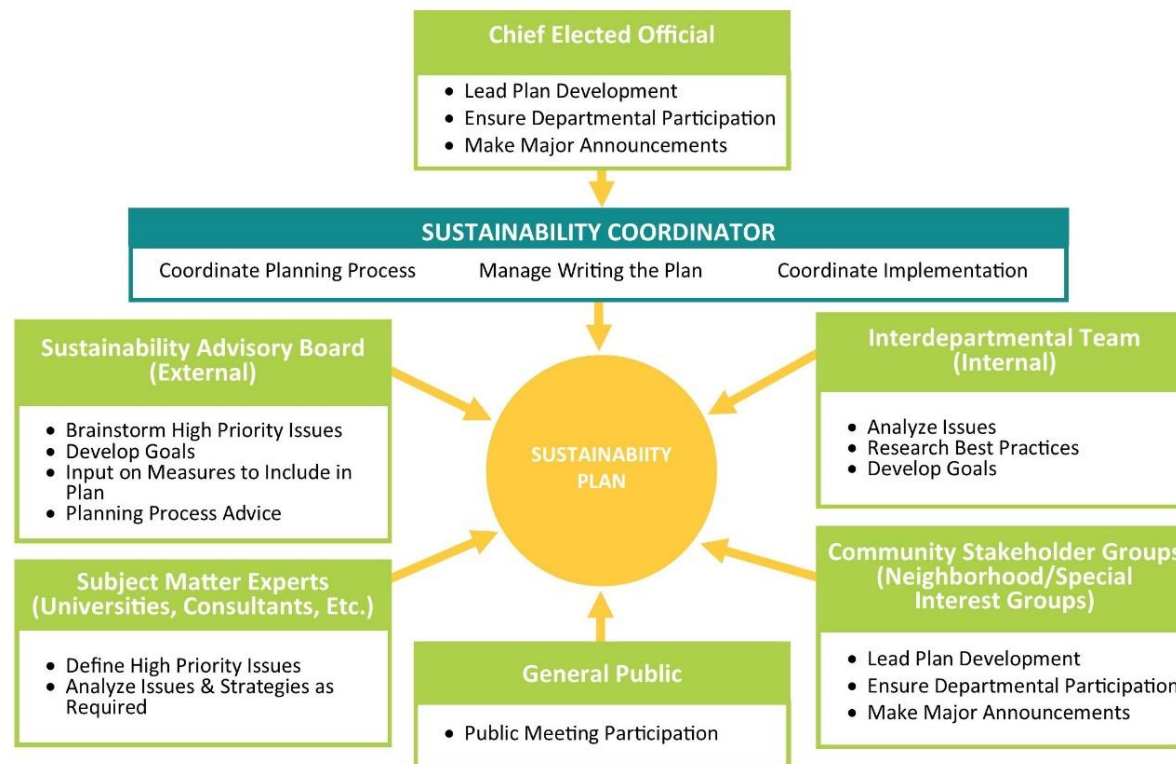 Chief Elected Official
• Lead Plan Development
• Ensure Departmental Participation
• Make Major Announcements
SUSTAINABILITY COORDINATOR
Coordinate Planning Process Manage Writing the Plan Coordinate Implementation
Sustainability Advisory Board
(External)
• Brainstorm High Priority Issues
• Develop Goals
• Input on Measures to Include in
Plan
• Planning Process Advice
Interdepartmental Team
(Internal)
• Analyze Issues
• Research Best Practices
• Develop Goals
SUSTAINABIITY
PLAN
Subject Matter Experts
(Universities, Consultants, Etc.)
• Define High Priority Issues
• Analyze Issues & Strategies as
Required
General Public
• Public Meeting Participation
Community Stakeholder Groups
(Neighborhood/Special
Interest Groups)
• Lead Plan Development
• Ensure Departmental Participation
• Make Major Announcements